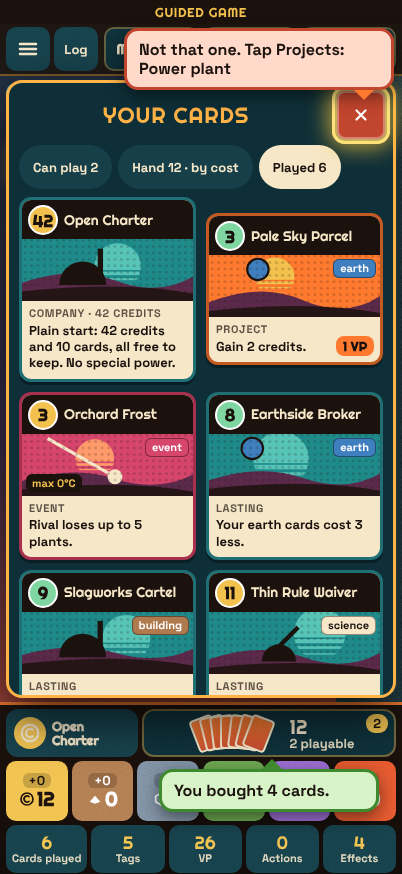 GUIDED GAME
Log
Not that one. Tap Projects:
Power plant
YOUR CARDS
×
Can play 2
Hand 12 · by cost
Played 6
42 Open Charter
COMPANY · 42 CREDITS
Plain start: 42 credits
and 10 cards, all free to
keep. No special power.
3 Pale Sky Parcel
earth
PROJECT
Gain 2 credits.
1 VP
3 Orchard Frost
event
max 0°C
EVENT
Rival loses up to 5
plants.
8 Earthside Broker
earth
LASTING
Your earth cards cost 3
less.
9 Slagworks Cartel
building
LASTING
11 Thin Rule Waiver
science
LASTING
© Open
Charter
12
2 playable
2
+0
© 12
+0
0
You bought 4 cards.
6
Cards played
5
Tags
26
VP
0
Actions
4
Effects